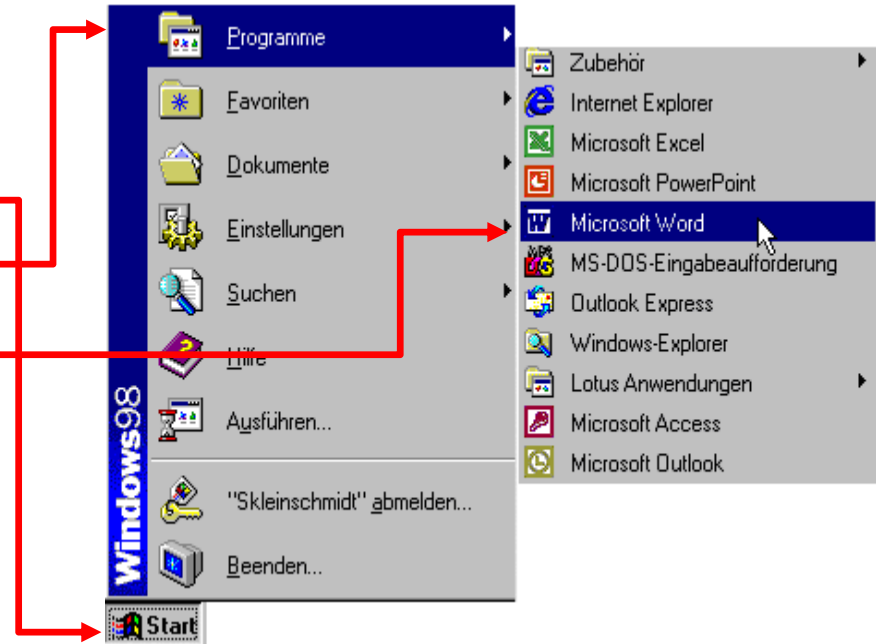 Programme
Favoriten
Dokumente
Einstellungen
Suchen
Hilfe
Ausführen...
"Skleinschmidt" abmelden...
Beenden...
Windows98
Start
Zubehör
Internet Explorer
Microsoft Excel
Microsoft PowerPoint
Microsoft Word
MS-DOS-Eingabeaufforderung
Outlook Express
Windows-Explorer
Lotus Anwendungen
Microsoft Access
Microsoft Outlook